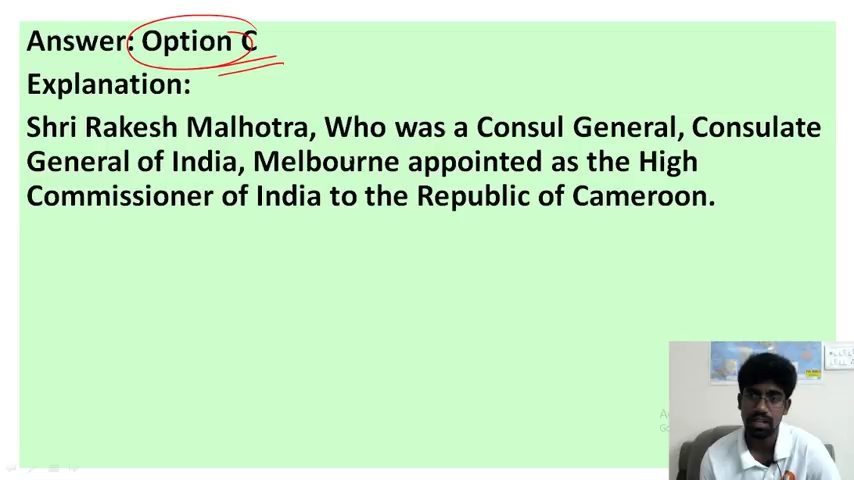 Answer: Option C
Explanation:
Shri Rakesh Malhotra, Who was a Consul General, Consulate
General of India, Melbourne appointed as the High
Commissioner of India to the Republic of Cameroon.